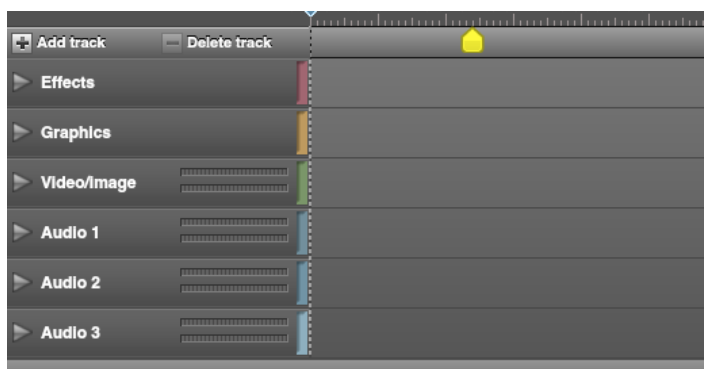 Add track Delete track
Effects
Graphics
Video/Image
Audio 1
Audio 2
Audio 3